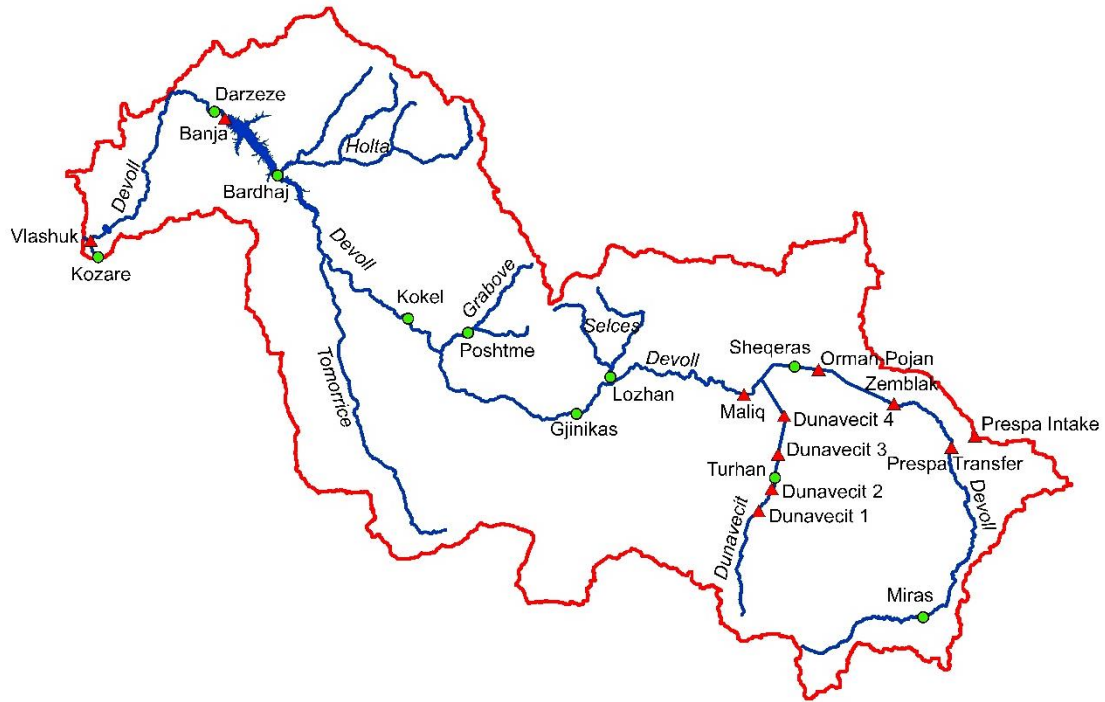 Darzeze
Banja
Holta
Devoll
Bardhaj
Vlashuk
Kozare
Devoll
Grabove
Kokel
Poshtme
Selces
Tomorrice
Devoll
Sheqeras
Orman Pojan
Zemblak
Lozhan
Maliq
Gjinikas
Dunavecit 4
Prespa Intake
Dunavecit 3
Prespa Transfer
Turhan
Dunavecit 2
Dunavecit 1
Devoll
Dunavecit
Miras